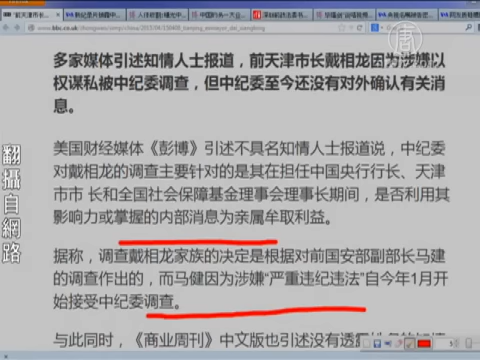 多家媒体引述知情人士报道，前天津市长戴相龙因为涉嫌以
权谋私被中纪委调查，但中纪委至今还没有对外确认有关消
息。
美国财经媒体《彭博》引述不具名知情人士报道说，中纪委
对戴相龙的调查主要针对的是其在担任中国央行行长、天津
市市 长和全国社会保障基金理事会理事长期间，是否利用其
影响力或掌握的内部消息为亲属牟取利益。
据称，调查戴相龙家族的决定是根据对前国安部副部长马建
的调查作出的，而马健因为涉嫌“严重违纪违法”自今年1月开
始接受中纪委调查。
与此同时，《商业周刊》中文版也引述没有透
翻攝自網路